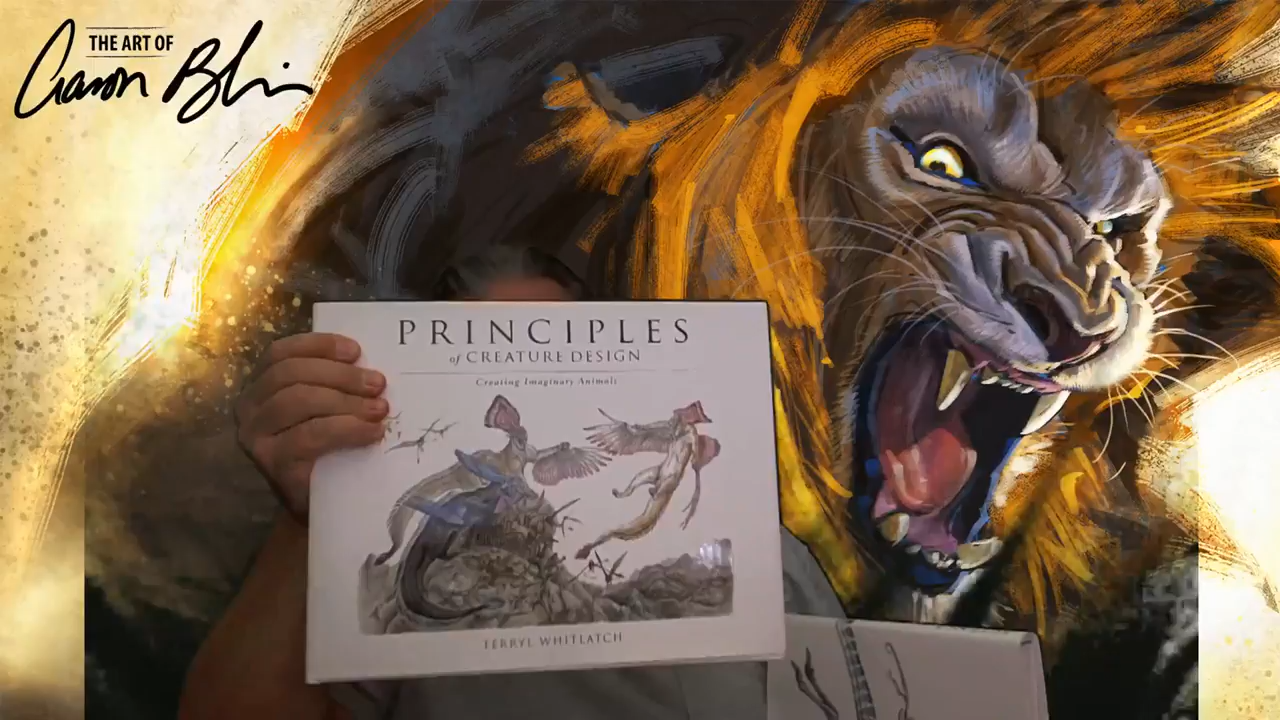 THE ART OF
Aaron Blaise
PRINCIPLES
of CREATURE DESIGN
Creating Imaginary Animals
TERRYL WHITLATCH